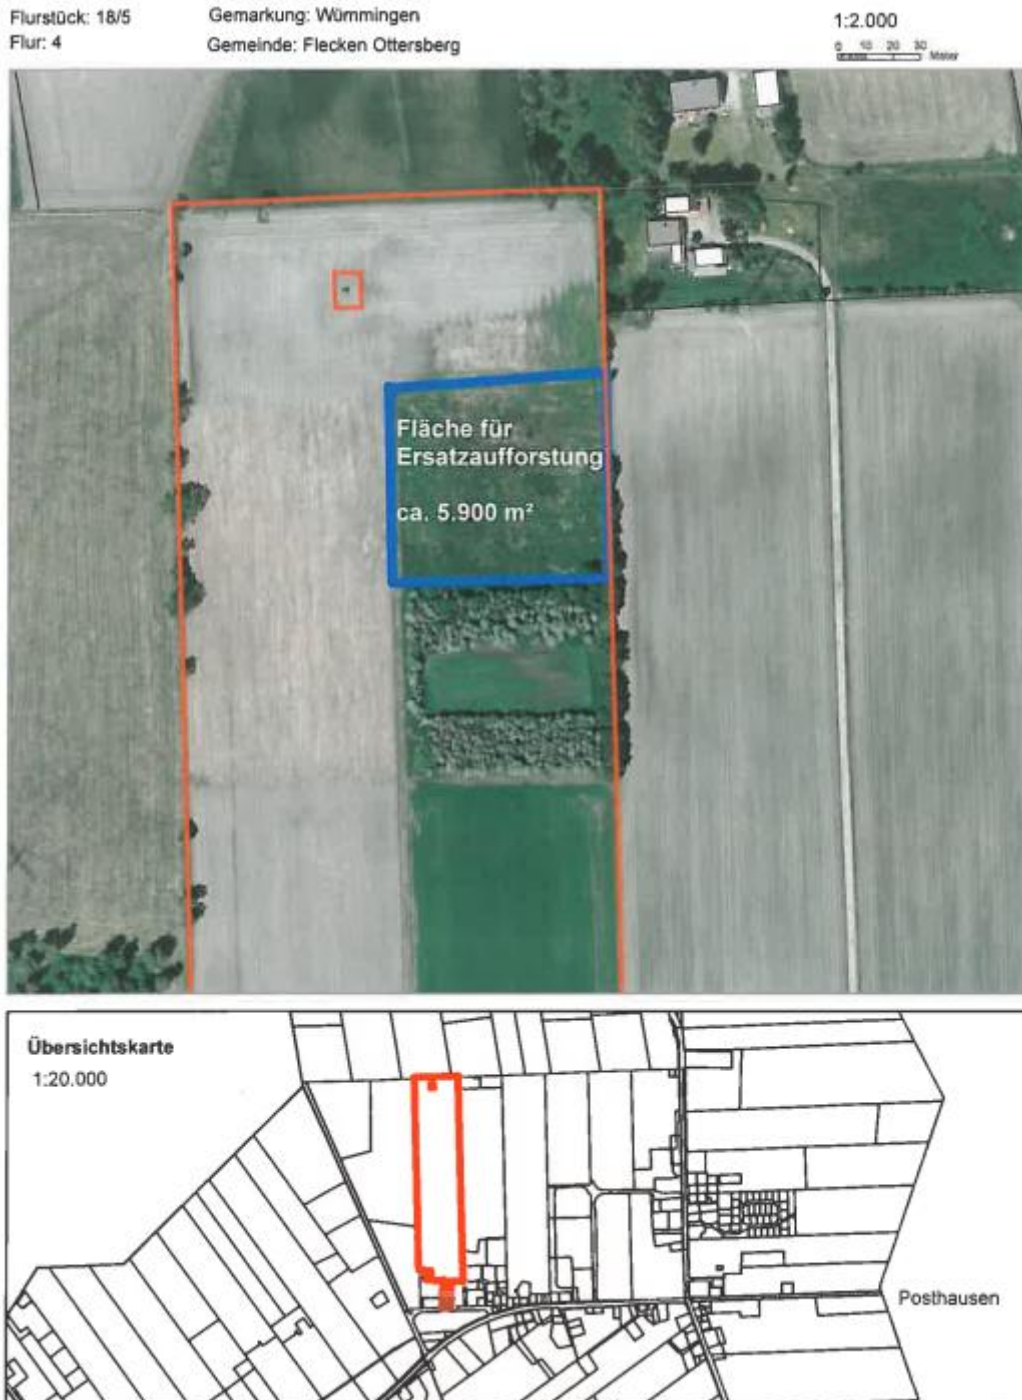 Flurstück: 18/5
Gemarkung: Wümmingen
1:2.000
Flur: 4
Gemeinde: Flecken Ottersberg
0 10 20 30 Meter
Fläche für
Ersatzaufforstung
ca. 5.900 m²
Übersichtskarte
1:20.000
Posthausen